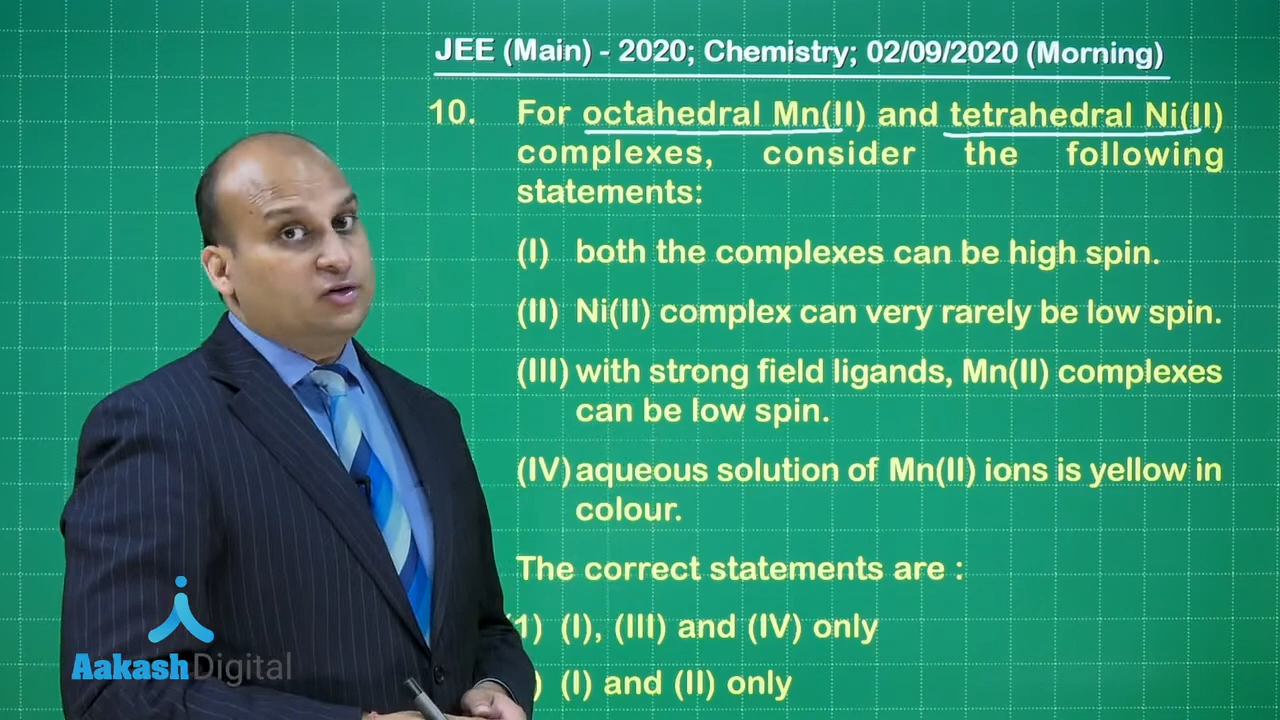 JEE (Main) - 2020; Chemistry; 02/09/2020 (Morning)
10. For octahedral Mn(II) and tetrahedral Ni(II)
complexes, consider the following
statements:
(I) both the complexes can be high spin.
(II) Ni(II) complex can very rarely be low spin.
(III) with strong field ligands, Mn(II) complexes
can be low spin.
(IV) aqueous solution of Mn(II) ions is yellow in
colour.
The correct statements are :
1) (I), (III) and (IV) only
) (I) and (II) only
Aakash Digital